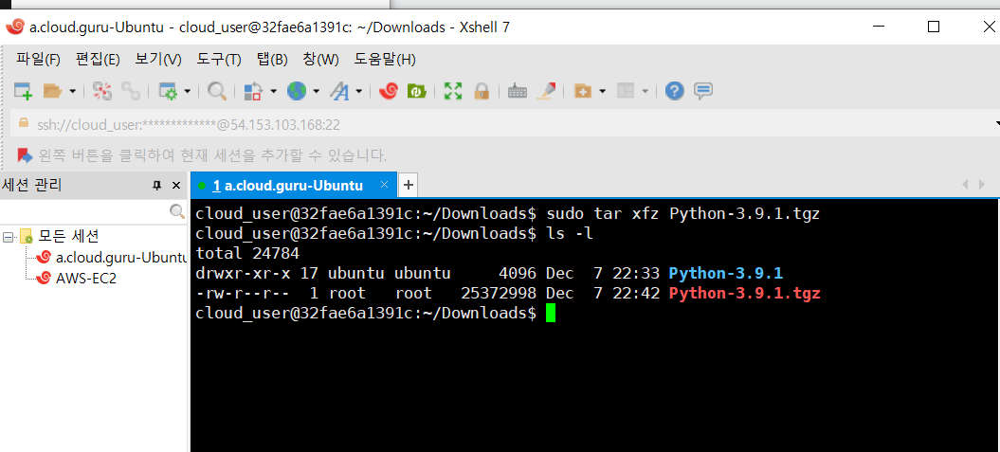 a.cloud.guru-Ubuntu - cloud_user@32fae6a1391c: ~/Downloads - Xshell 7
파일(F) 편집(E) 보기(V) 도구(T) 탭(B) 창(W) 도움말(H)
ssh://cloud_user:*************@54.153.103.168:22
왼쪽 버튼을 클릭하여 현재 세션을 추가할 수 있습니다.
세션 관리
모든 세션
a.cloud.guru-Ubuntu
AWS-EC2
1 a.cloud.guru-Ubuntu
cloud_user@32fae6a1391c:~/Downloads$ sudo tar xfz Python-3.9.1.tgz
cloud_user@32fae6a1391c:~/Downloads$ ls -l
total 24784
drwxr-xr-x 17 ubuntu ubuntu     4096 Dec  7 22:33 Python-3.9.1
-rw-r--r--  1 root   root   25372998 Dec  7 22:42 Python-3.9.1.tgz
cloud_user@32fae6a1391c:~/Downloads$